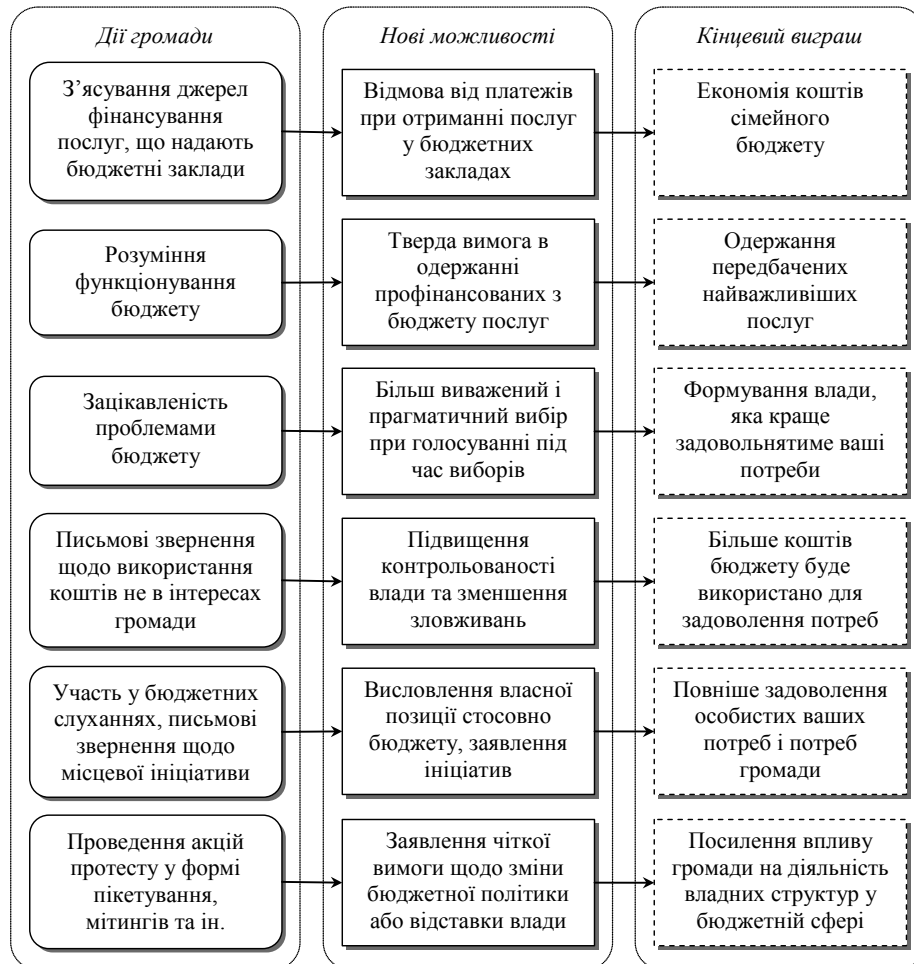 Дії громади
Нові можливості
Кінцевий виграш
З’ясування джерел
фінансування
послуг, що надають
бюджетні заклади
Відмова від платежів
при отриманні послуг
у бюджетних
закладах
Економія коштів
сімейного
бюджету
Розуміння
функціонування
бюджету
Тверда вимога в
одержанні
профінансованих з
бюджету послуг
Одержання
передбачених
найважливіших
послуг
Зацікавленість
проблемами
бюджету
Більш виважений і
прагматичний вибір
при голосуванні під
час виборів
Формування влади,
яка краще
задовольнятиме ваші
потреби
Письмові звернення
щодо використання
коштів не в інтересах
громади
Підвищення
контрольованості
влади та зменшення
зловживань
Більше коштів
бюджету буде
використано для
задоволення потреб
Участь у бюджетних
слуханнях, письмові
звернення щодо
місцевої ініціативи
Висловлення власної
позиції стосовно
бюджету, заявлення
ініціатив
Повніше задоволення
особистих ваших
потреб і потреб
громади
Проведення акцій
протесту у формі
пікетування,
мітингів та ін.
Заявлення чіткої
вимоги щодо зміни
бюджетної політики
або відставки влади
Посилення впливу
громади на діяльність
владних структур у
бюджетній сфері